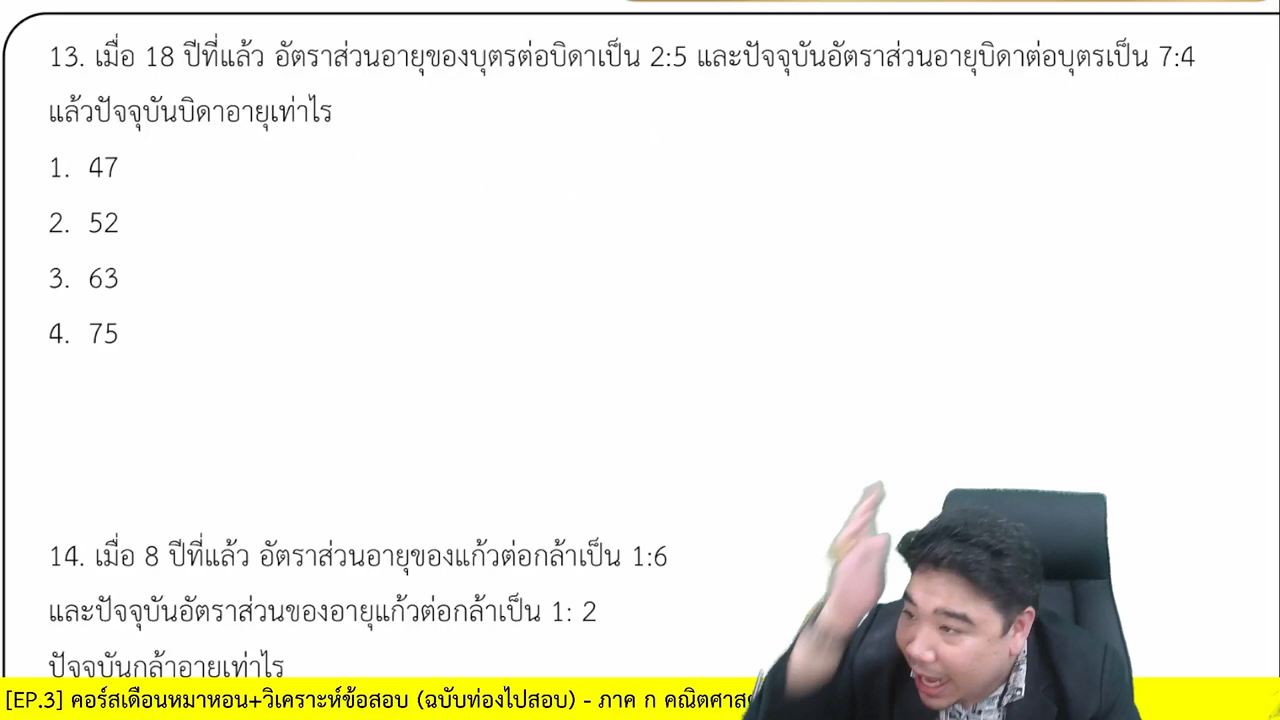 13. เมื่อ 18 ปีที่แล้ว อัตราส่วนอายุของบุตรต่อบิดาเป็น 2:5 และปัจจุบันอัตราส่วนอายุบิดาต่อบุตรเป็น 7:4
แล้วปัจจุบันบิดาอายุเท่าไร
1. 47
2. 52
3. 63
4. 75
14. เมื่อ 8 ปีที่แล้ว อัตราส่วนอายุของแก้วต่อกล้าเป็น 1:6
และปัจจุบันอัตราส่วนของอายุแก้วต่อกล้าเป็น 1: 2
ปัจจุบันกล้าอายุเท่าไร
[EP.3] คอร์สเดือนหมาหอน+วิเคราะห์ข้อสอบ (ฉบับท่องไปสอบ) - ภาค ก